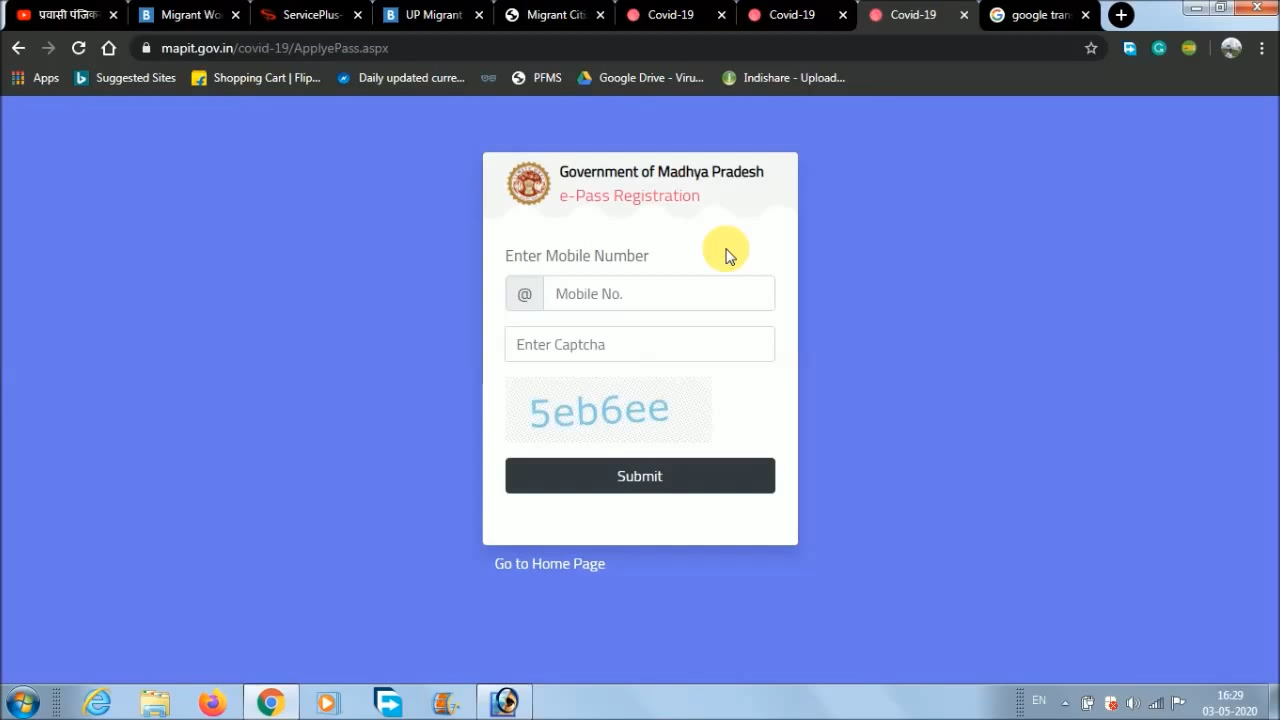 प्रवासी पंजिक
Migrant Wo
ServicePlus-
UP Migrant
Migrant Citi
Covid-19
Covid-19
Covid-19
google tran
mapit.gov.in/covid-19/ApplyePass.aspx
Apps
Suggested Sites
Shopping Cart | Flip...
Daily updated curre...
PFMS
Google Drive - Viru...
Indishare - Upload...
Government of Madhya Pradesh
e-Pass Registration
Enter Mobile Number
@ Mobile No.
Enter Captcha
5eb6ee
Submit
Go to Home Page
EN
16:29
03-05-2020